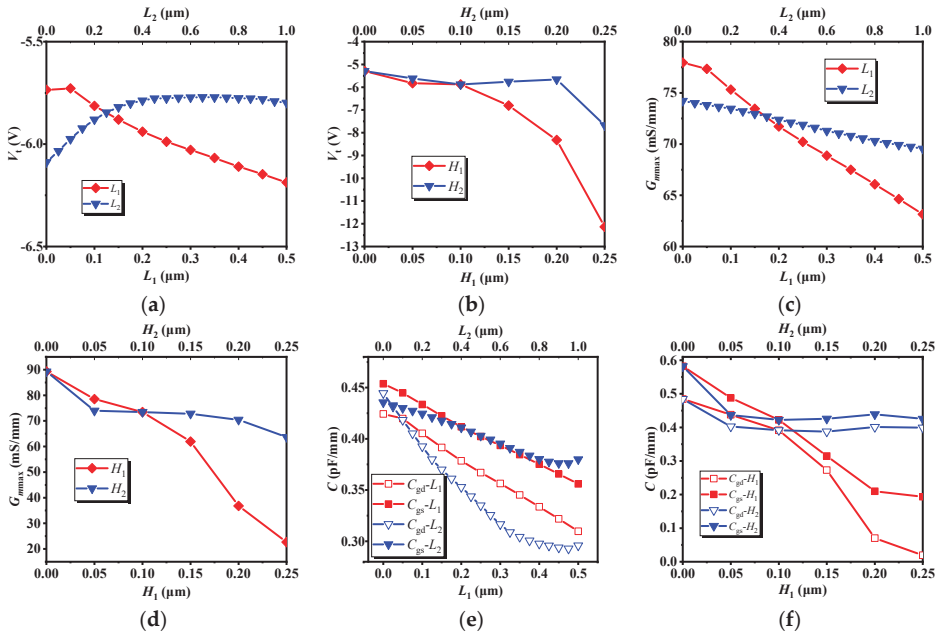 L₂ (μm)
0.0 0.2 0.4 0.6 0.8 1.0
-5.5
-6.0
-6.5
Vₜ (V)
L₁
L₂
0.0 0.1 0.2 0.3 0.4 0.5
L₁ (μm)
(a)
H₂ (μm)
0.00 0.05 0.10 0.15 0.20 0.25
-4
-5
-6
-7
-8
-9
-10
-11
-12
-13
Vₜ (V)
H₁
H₂
0.00 0.05 0.10 0.15 0.20 0.25
H₁ (μm)
(b)
L₂ (μm)
0.0 0.2 0.4 0.6 0.8 1.0
80
75
70
65
60
Gmmax (mS/mm)
L₁
L₂
0.0 0.1 0.2 0.3 0.4 0.5
L₁ (μm)
(c)
H₂ (μm)
0.00 0.05 0.10 0.15 0.20 0.25
90
80
70
60
50
40
30
20
Gmmax (mS/mm)
H₁
H₂
0.00 0.05 0.10 0.15 0.20 0.25
H₁ (μm)
(d)
L₂ (μm)
0.0 0.2 0.4 0.6 0.8 1.0
0.45
0.40
0.35
0.30
C (pF/mm)
Cgd-L₁
Cgs-L₁
Cgd-L₂
Cgs-L₂
0.0 0.1 0.2 0.3 0.4 0.5
L₁ (μm)
(e)
H₂ (μm)
0.00 0.05 0.10 0.15 0.20 0.25
0.6
0.5
0.4
0.3
0.2
0.1
0.0
C (pF/mm)
Cgd-H₁
Cgs-H₁
Cgd-H₂
Cgs-H₂
0.00 0.05 0.10 0.15 0.20 0.25
H₁ (μm)
(f)